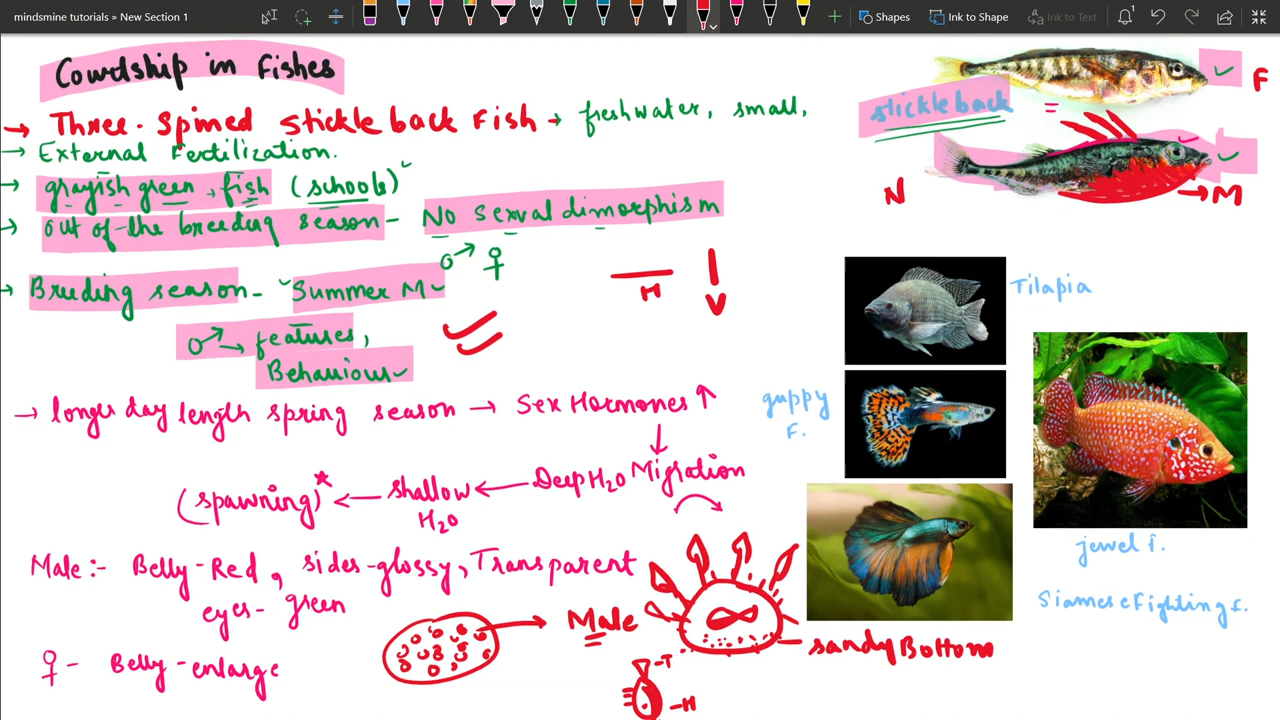 mindsmine tutorials » New Section 1
Shapes
Ink to Shape
Ink to Text
1
Cowdship in Fishes
→ Three-Spined Stickle back Fish → freshwater, small,
→ External Fertilization.
→ grayish green, fish (schools)
→ out of the breeding season - No sexual dimorphism
♂ ♀
→ Breeding season - Summer M
♂ → features,
Behaviour
→ longer day length spring season → Sex Hormones ↑
↓
(spawning)* ← shallow H2O ← Deep H2O Migration
Male:- Belly-Red, sides-glossy, Transparent
eyes- green
→ Male
♀ - Belly-enlarge
H
F
stickleback =
N
→ M
Tilapia
guppy
F.
jewel f.
Siamese Fighting f.
sandy Bottom
-T
-H